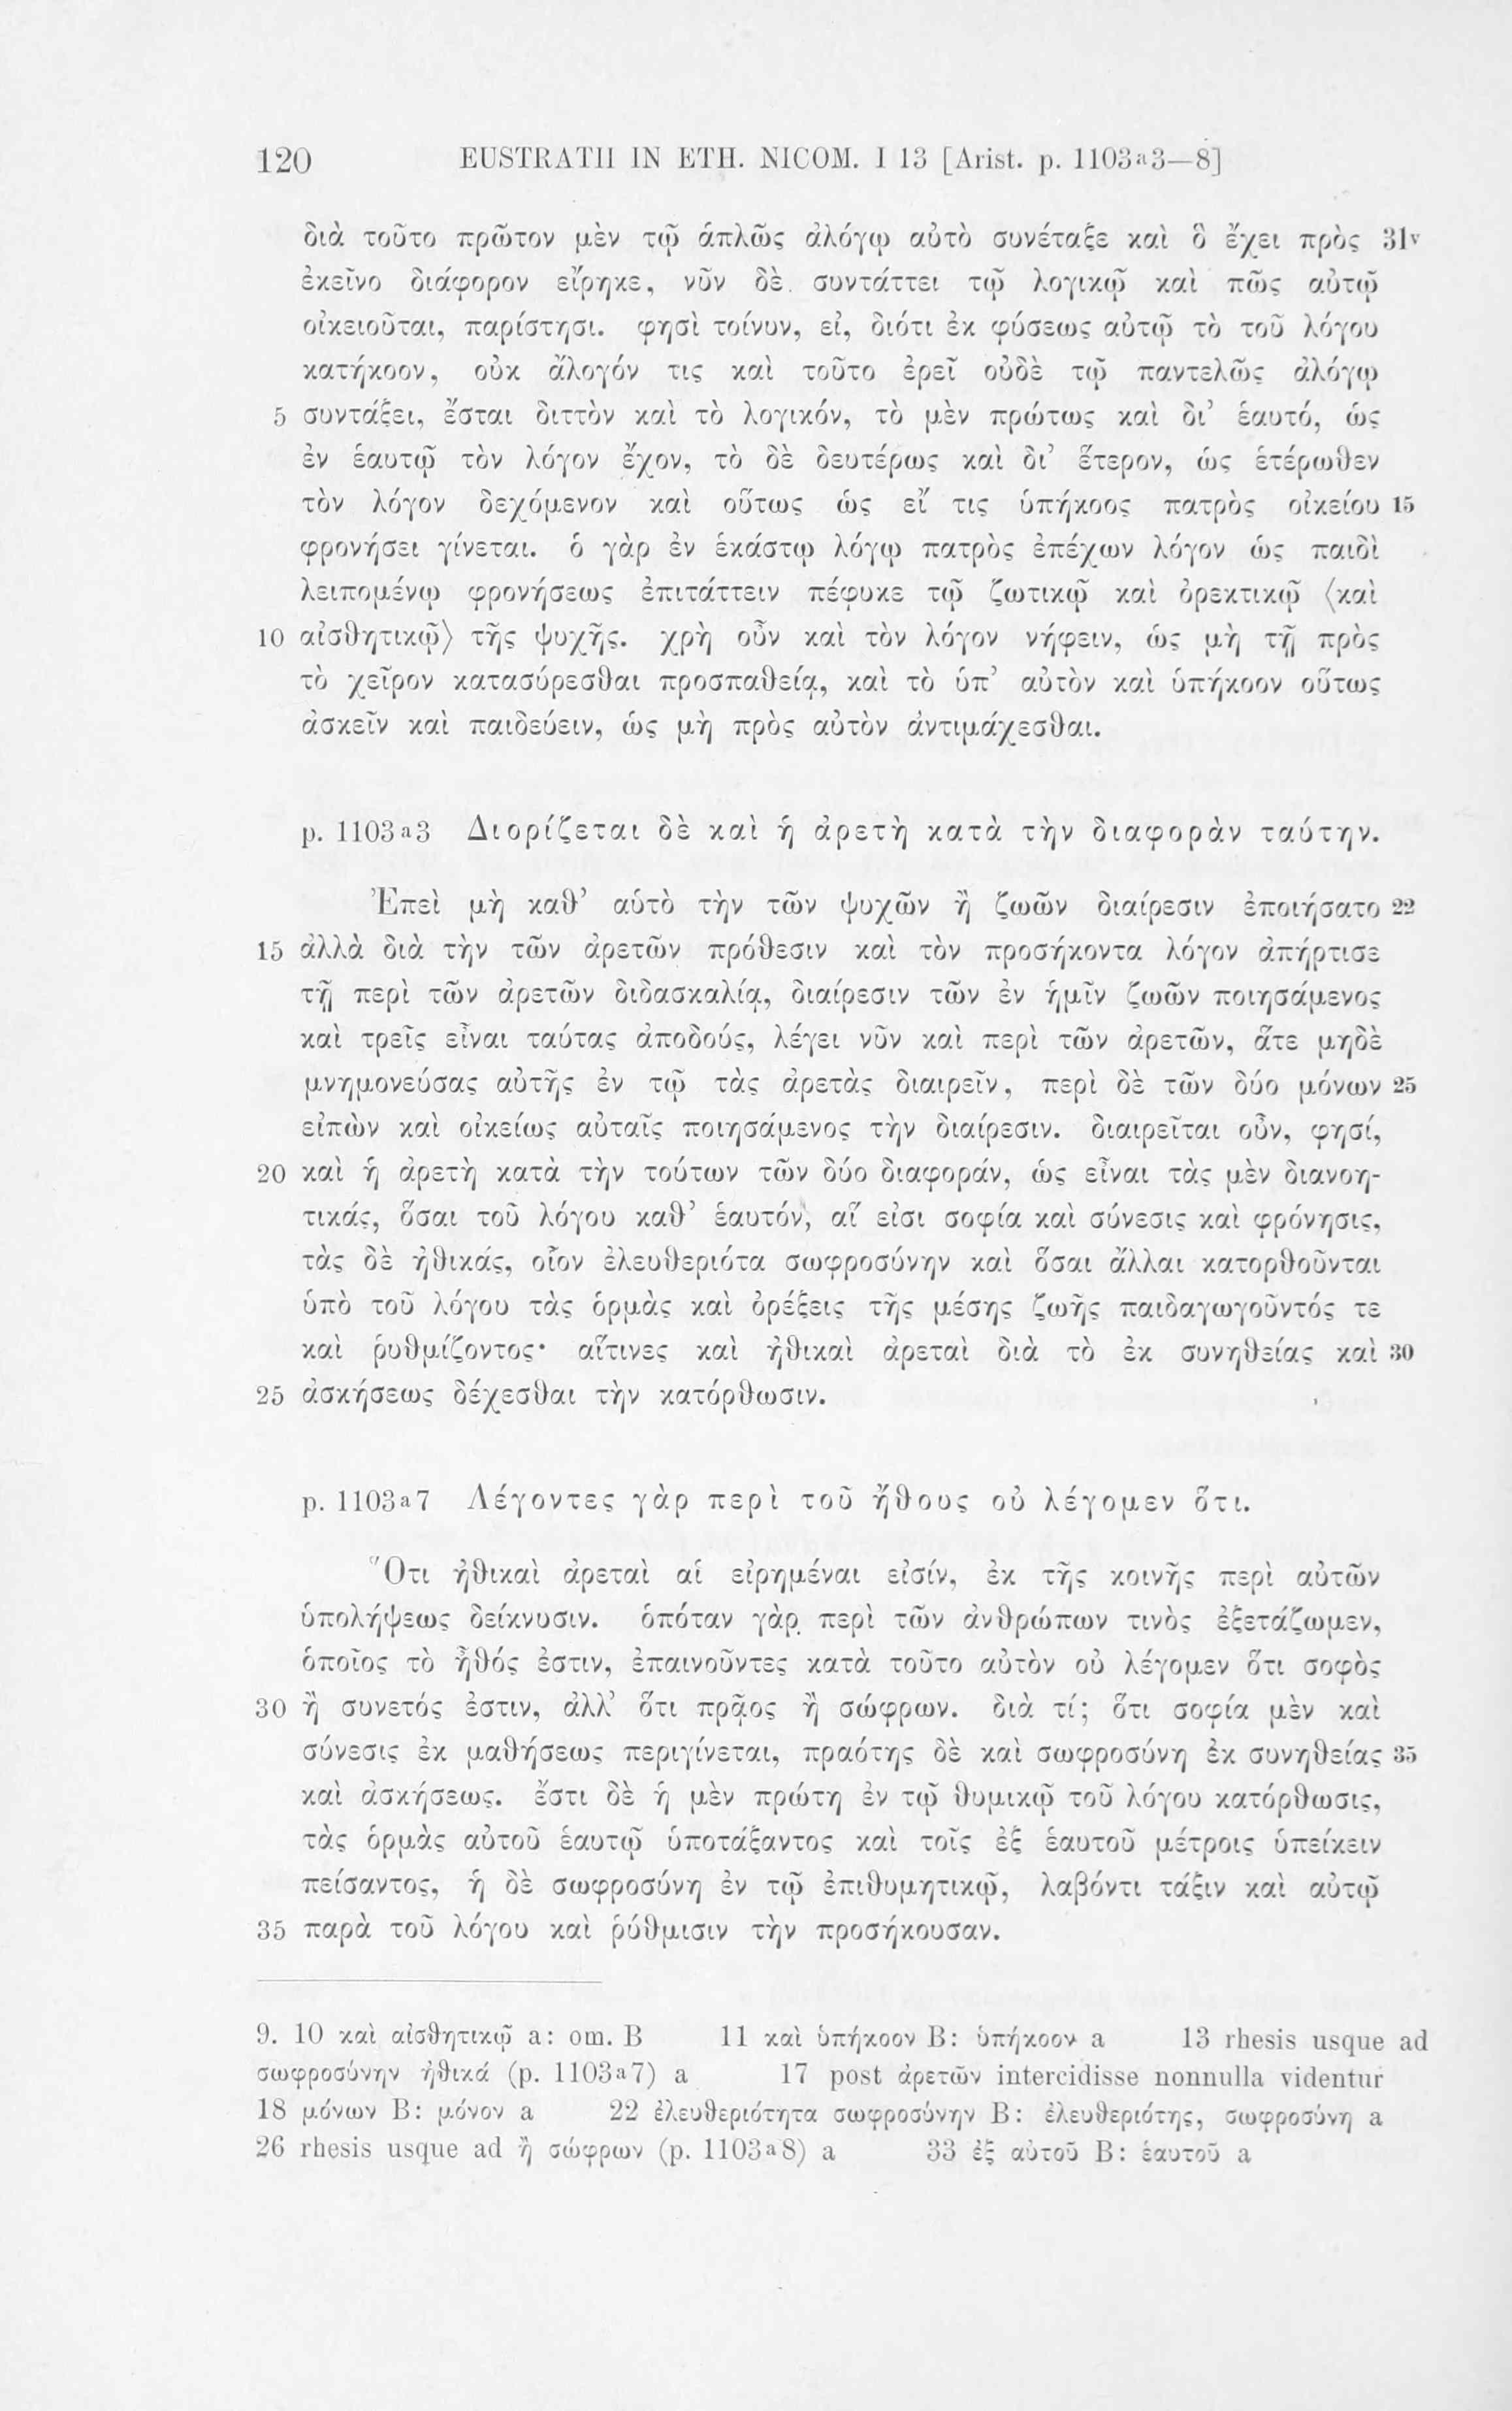 120 EUSTRATII IN ETH. NICOM. I 13 [Arist. p. 1103a3—8]
διὰ τοῦτο πρῶτον μὲν τῷ ἁπλῶς ἀλόγῳ αὐτὸ συνέταξε καὶ ὃ ἔχει πρὸς 31v
ἐκεῖνο διάφορον εἴρηκε, νῦν δὲ συντάττει τῷ λογικῷ καὶ πῶς αὐτῷ
οἰκειοῦται, παρίστησι. φησὶ τοίνυν, εἰ, διότι ἐκ φύσεως αὐτῷ τὸ τοῦ λόγου
κατήκοον, οὐκ ἄλογόν τις καὶ τοῦτο ἐρεῖ οὐδὲ τῷ παντελῶς ἀλόγῳ
5 συντάξει, ἔσται διττὸν καὶ τὸ λογικόν, τὸ μὲν πρώτως καὶ δι’ ἑαυτό, ὡς
ἐν ἑαυτῷ τὸν λόγον ἔχον, τὸ δὲ δευτέρως καὶ δι’ ἕτερον, ὡς ἑτέρωθεν
τὸν λόγον δεχόμενον καὶ οὕτως ὡς εἴ τις ὑπήκοος πατρὸς οἰκείου 15
φρονήσει γίνεται. ὁ γὰρ ἐν ἑκάστῳ λόγῳ πατρὸς ἐπέχων λόγον ὡς παιδὶ
λειπομένῳ φρονήσεως ἐπιτάττειν πέφυκε τῷ ζωτικῷ καὶ ὀρεκτικῷ ⟨καὶ
10 αἰσθητικῷ⟩ τῆς ψυχῆς. χρὴ οὖν καὶ τὸν λόγον νήφειν, ὡς μὴ τῇ πρὸς
τὸ χεῖρον κατασύρεσθαι προσπαθείᾳ, καὶ τὸ ὑπ’ αὐτὸν καὶ ὑπήκοον οὕτως
ἀσκεῖν καὶ παιδεύειν, ὡς μὴ πρὸς αὐτὸν ἀντιμάχεσθαι.
p. 1103a3 Διορίζεται δὲ καὶ ἡ ἀρετὴ κατὰ τὴν διαφορὰν ταύτην.
Ἐπεὶ μὴ καθ’ αὑτὸ τὴν τῶν ψυχῶν ἢ ζωῶν διαίρεσιν ἐποιήσατο 22
15 ἀλλὰ διὰ τὴν τῶν ἀρετῶν πρόθεσιν καὶ τὸν προσήκοντα λόγον ἀπήρτισε
τῇ περὶ τῶν ἀρετῶν διδασκαλίᾳ, διαίρεσιν τῶν ἐν ἡμῖν ζωῶν ποιησάμενος
καὶ τρεῖς εἶναι ταύτας ἀποδούς, λέγει νῦν καὶ περὶ τῶν ἀρετῶν, ἅτε μηδὲ
μνημονεύσας αὐτῆς ἐν τῷ τὰς ἀρετὰς διαιρεῖν, περὶ δὲ τῶν δύο μόνων 25
εἰπὼν καὶ οἰκείως αὐταῖς ποιησάμενος τὴν διαίρεσιν. διαιρεῖται οὖν, φησί,
20 καὶ ἡ ἀρετὴ κατὰ τὴν τούτων τῶν δύο διαφοράν, ὡς εἶναι τὰς μὲν διανοη-
τικάς, ὅσαι τοῦ λόγου καθ’ ἑαυτόν, αἵ εἰσι σοφία καὶ σύνεσις καὶ φρόνησις,
τὰς δὲ ἠθικάς, οἷον ἐλευθεριότα σωφροσύνην καὶ ὅσαι ἄλλαι κατορθοῦνται
ὑπὸ τοῦ λόγου τὰς ὁρμὰς καὶ ὀρέξεις τῆς μέσης ζωῆς παιδαγωγοῦντός τε
καὶ ῥυθμίζοντος· αἵτινες καὶ ἠθικαὶ ἀρεταὶ διὰ τὸ ἐκ συνηθείας καὶ 30
25 ἀσκήσεως δέχεσθαι τὴν κατόρθωσιν.
p. 1103a7 Λέγοντες γὰρ περὶ τοῦ ἤθους οὐ λέγομεν ὅτι.
Ὅτι ἠθικαὶ ἀρεταὶ αἱ εἰρημέναι εἰσίν, ἐκ τῆς κοινῆς περὶ αὐτῶν
ὑπολήψεως δείκνυσιν. ὁπόταν γὰρ περὶ τῶν ἀνθρώπων τινὸς ἐξετάζωμεν,
ὁποῖος τὸ ἦθός ἐστιν, ἐπαινοῦντες κατὰ τοῦτο αὐτὸν οὐ λέγομεν ὅτι σοφὸς
30 ἢ συνετός ἐστιν, ἀλλ’ ὅτι πρᾷος ἢ σώφρων. διὰ τί; ὅτι σοφία μὲν καὶ
σύνεσις ἐκ μαθήσεως περιγίνεται, πραότης δὲ καὶ σωφροσύνη ἐκ συνηθείας 35
καὶ ἀσκήσεως. ἔστι δὲ ἡ μὲν πρώτη ἐν τῷ θυμικῷ τοῦ λόγου κατόρθωσις,
τὰς ὁρμὰς αὐτοῦ ἑαυτῷ ὑποτάξαντος καὶ τοῖς ἐξ ἑαυτοῦ μέτροις ὑπείκειν
πείσαντος, ἡ δὲ σωφροσύνη ἐν τῷ ἐπιθυμητικῷ, λαβόντι τάξιν καὶ αὐτῷ
35 παρὰ τοῦ λόγου καὶ ῥύθμισιν τὴν προσήκουσαν.
9. 10 καὶ αἰσθητικῷ a: om. B 11 καὶ ὑπήκοον B: ὑπήκοον a 13 rhesis usque ad
σωφροσύνην ἠθικά (p. 1103a7) a 17 post ἀρετῶν intercidisse nonnulla videntur
18 μόνων B: μόνον a 22 ἐλευθεριότητα σωφροσύνην B: ἐλευθεριότης, σωφροσύνη a
26 rhesis usque ad ἢ σώφρων (p. 1103a8) a 33 ἐξ αὐτοῦ B: ἑαυτοῦ a